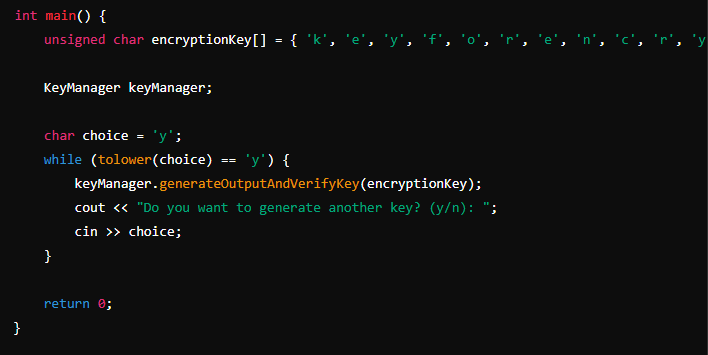 int main() {
    unsigned char encryptionKey[] = { 'k', 'e', 'y', 'f', 'o', 'r', 'e', 'n', 'c', 'r', 'y
    KeyManager keyManager;
    char choice = 'y';
    while (tolower(choice) == 'y') {
        keyManager.generateOutputAndVerifyKey(encryptionKey);
        cout << "Do you want to generate another key? (y/n): ";
        cin >> choice;
    }
    return 0;
}